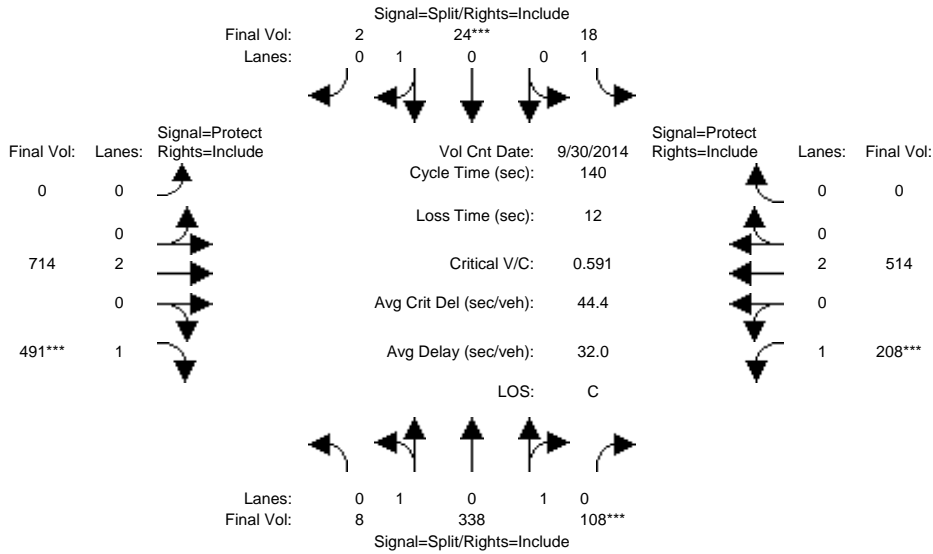 Signal=Split/Rights=Include
Final Vol: 2 24*** 18
Lanes: 0 1 0 0 1
Signal=Protect Signal=Protect
Final Vol: Lanes: Rights=Include Vol Cnt Date: 9/30/2014 Rights=Include Lanes: Final Vol:
Cycle Time (sec): 140
0 0 0 0
Loss Time (sec): 12
0 0
714 2 Critical V/C: 0.591 2 514
0 Avg Crit Del (sec/veh): 44.4 0
491*** 1 Avg Delay (sec/veh): 32.0 1 208***
LOS: C
Lanes: 0 1 0 1 0
Final Vol: 8 338 108***
Signal=Split/Rights=Include